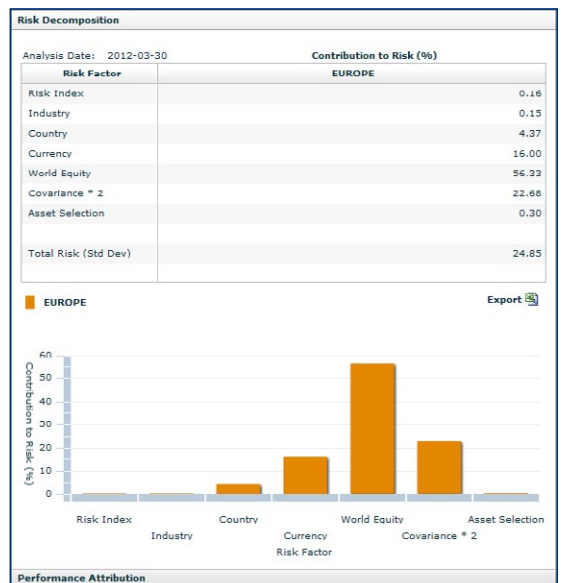 Risk Decomposition
Analysis Date: 2012-03-30 Contribution to Risk (%)
Risk Factor EUROPE
Risk Index 0.16
Industry 0.15
Country 4.37
Currency 16.00
World Equity 56.33
Covariance * 2 22.68
Asset Selection 0.30
Total Risk (Std Dev) 24.85
EUROPE Export
Contribution to Risk (%)
60
50
40
30
20
10
0
Risk Index Country World Equity Asset Selection
Industry Currency Covariance * 2
Risk Factor
Performance Attribution